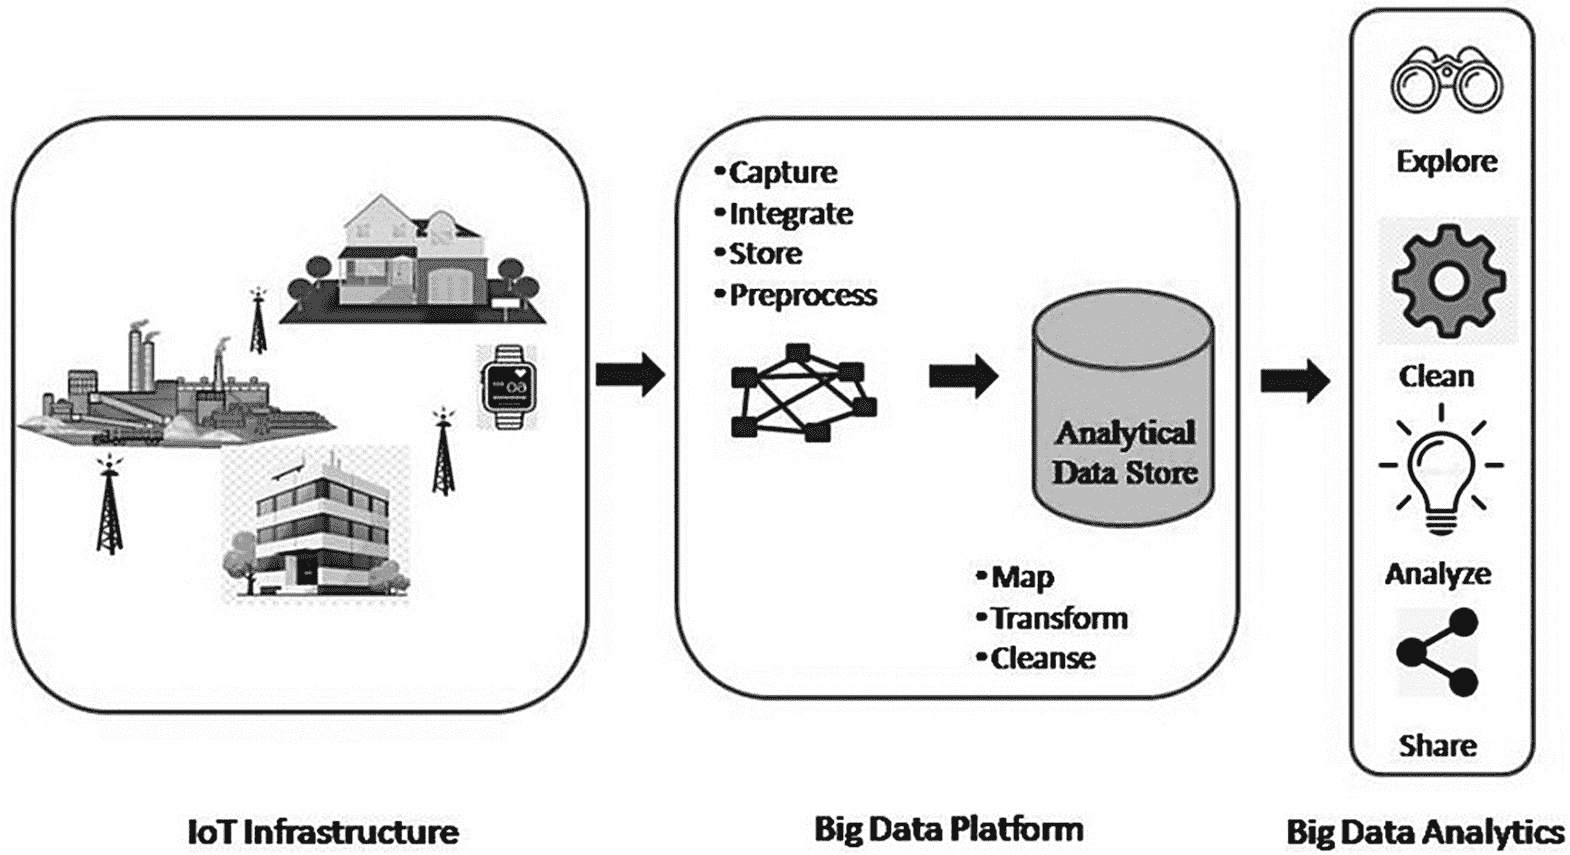 •Capture
•Integrate
•Store
•Preprocess
Analytical
Data Store
•Map
•Transform
•Cleanse
Explore
Clean
Analyze
Share
IoT Infrastructure
Big Data Platform
Big Data Analytics